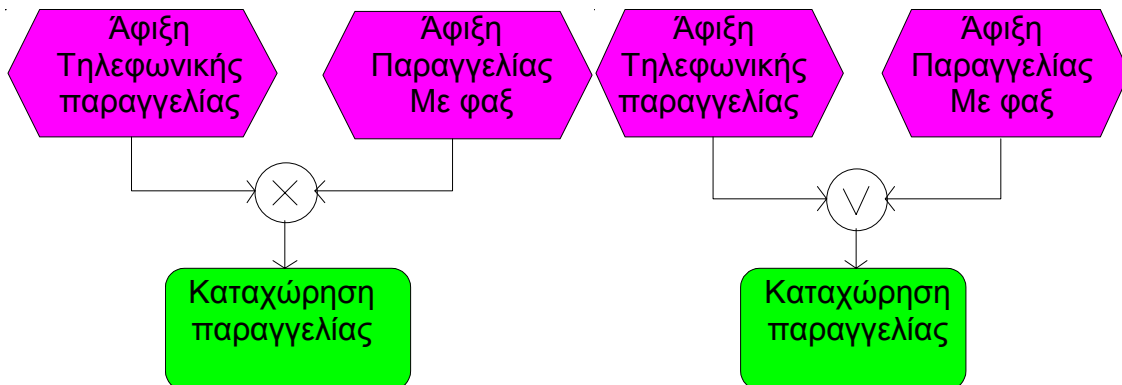 Άφιξη
Τηλεφωνικής
παραγγελίας
Άφιξη
Παραγγελίας
Με φαξ
Άφιξη
Τηλεφωνικής
παραγγελίας
Άφιξη
Παραγγελίας
Με φαξ
Καταχώρηση
παραγγελίας
Καταχώρηση
παραγγελίας